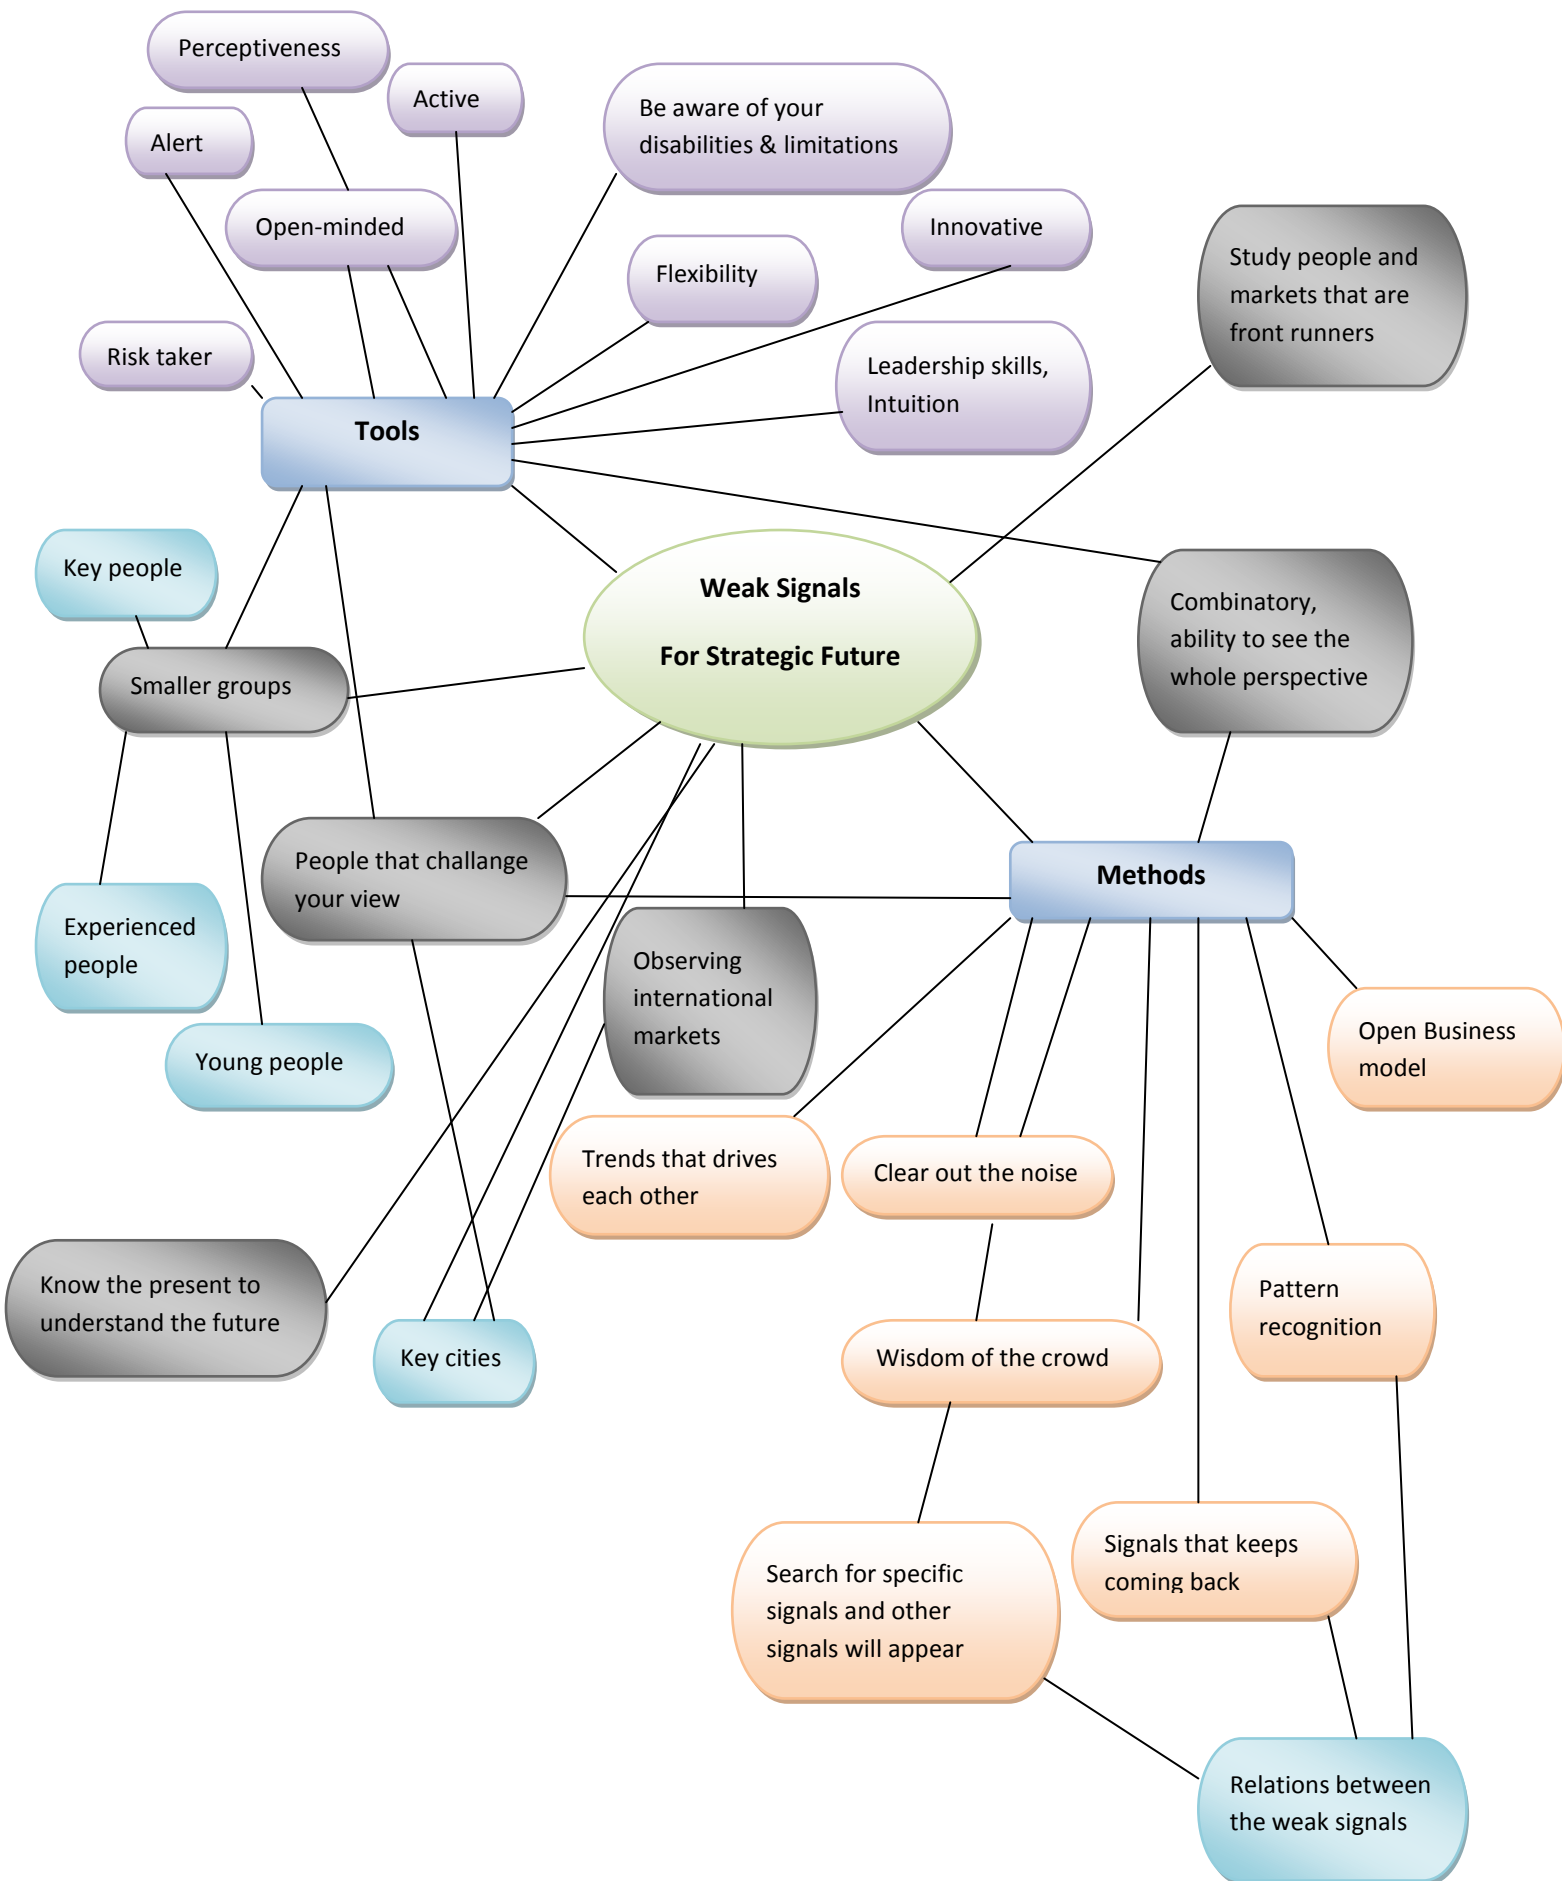 Perceptiveness
Active
Be aware of your
disabilities & limitations
Alert
Open-minded
Innovative
Flexibility
Study people and
markets that are
front runners
Risk taker
Leadership skills,
Intuition
Tools
Key people
Weak Signals
For Strategic Future
Combinatory,
ability to see the
whole perspective
Smaller groups
People that challange
your view
Methods
Experienced
people
Observing
international
markets
Open Business
model
Young people
Trends that drives
each other
Clear out the noise
Know the present to
understand the future
Key cities
Wisdom of the crowd
Pattern
recognition
Search for specific
signals and other
signals will appear
Signals that keeps
coming back
Relations between
the weak signals